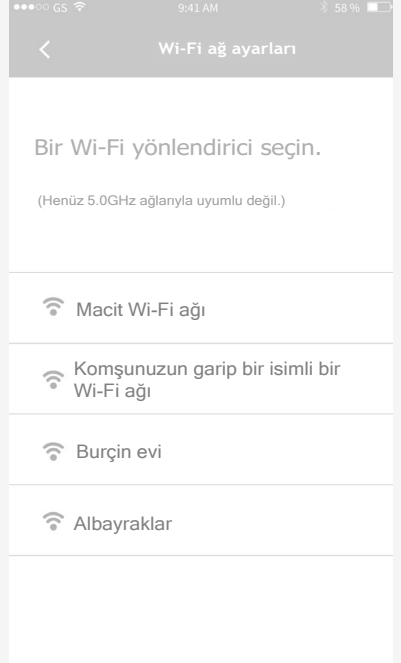 GS 9:41 AM 58 %
Wi-Fi ağ ayarları
Bir Wi-Fi yönlendirici seçin.
(Henüz 5.0GHz ağlarıyla uyumlu değil.)
Macit Wi-Fi ağı
Komşunuzun garip bir isimli bir
Wi-Fi ağı
Burçin evi
Albayraklar